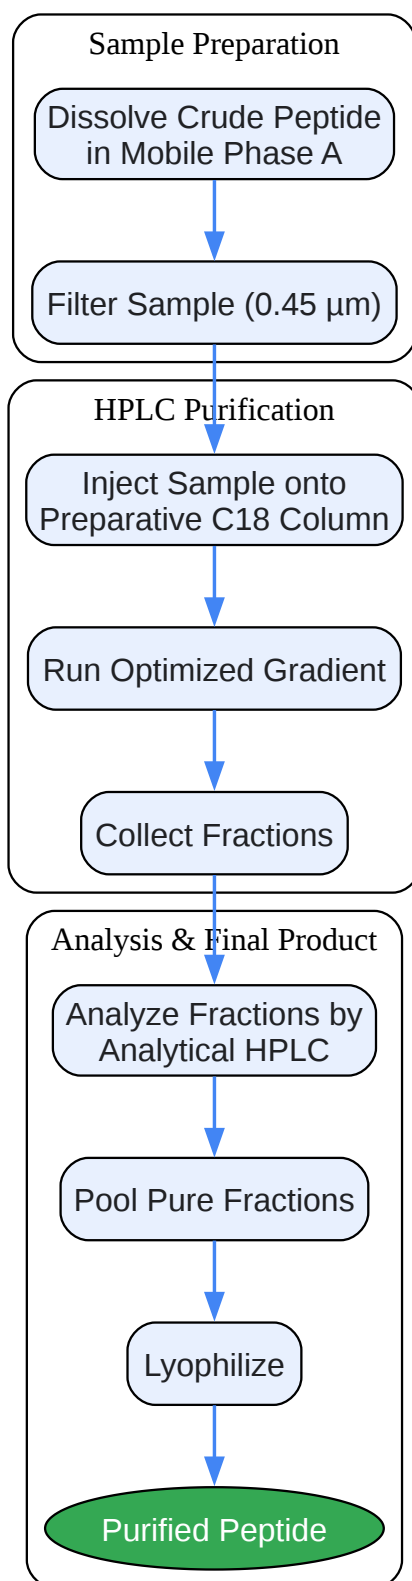 Sample Preparation
Dissolve Crude Peptide
in Mobile Phase A
Filter Sample (0.45 µm)
HPLC Purification
Inject Sample onto
Preparative C18 Column
Run Optimized Gradient
Collect Fractions
Analysis & Final Product
Analyze Fractions by
Analytical HPLC
Pool Pure Fractions
Lyophilize
Purified Peptide